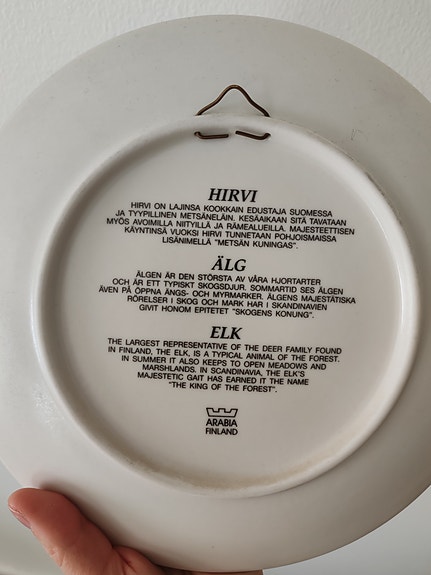 HIRVI
HIRVI ON LAJINSA KOOKKAIN EDUSTAJA SUOMESSA
JA TYYPILLINEN METSÄNELÄIN. KESÄAIKAAN SITÄ TAVATAAN
MYÖS AVOIMILLA NIITYILLÄ JA RÄMEALUEILLA. MAJESTEETTISEN
KÄYNTINSÄ VUOKSI HIRVI TUNNETAAN POHJOISMAISSA
LISÄNIMELLÄ "METSÄN KUNINGAS".
ÄLG
ÄLGEN ÄR DEN STÖRSTA AV VÅRA HJORTARTER
OCH ÄR ETT TYPISKT SKOGSDJUR. SOMMARTID SES ÄLGEN
ÄVEN PÅ ÖPPNA ÄNGS- OCH MYRMARKER. ÄLGENS MAJESTÄTISKA
RÖRELSER I SKOG OCH MARK HAR I SKANDINAVIEN
GIVIT HONOM EPITETET "SKOGENS KONUNG".
ELK
THE LARGEST REPRESENTATIVE OF THE DEER FAMILY FOUND
IN FINLAND, THE ELK, IS A TYPICAL ANIMAL OF THE FOREST.
IN SUMMER IT ALSO KEEPS TO OPEN MEADOWS AND
MARSHLANDS. IN SCANDINAVIA, THE ELK'S
MAJESTIC GAIT HAS EARNED IT THE NAME
"THE KING OF THE FOREST".
ARABIA
FINLAND